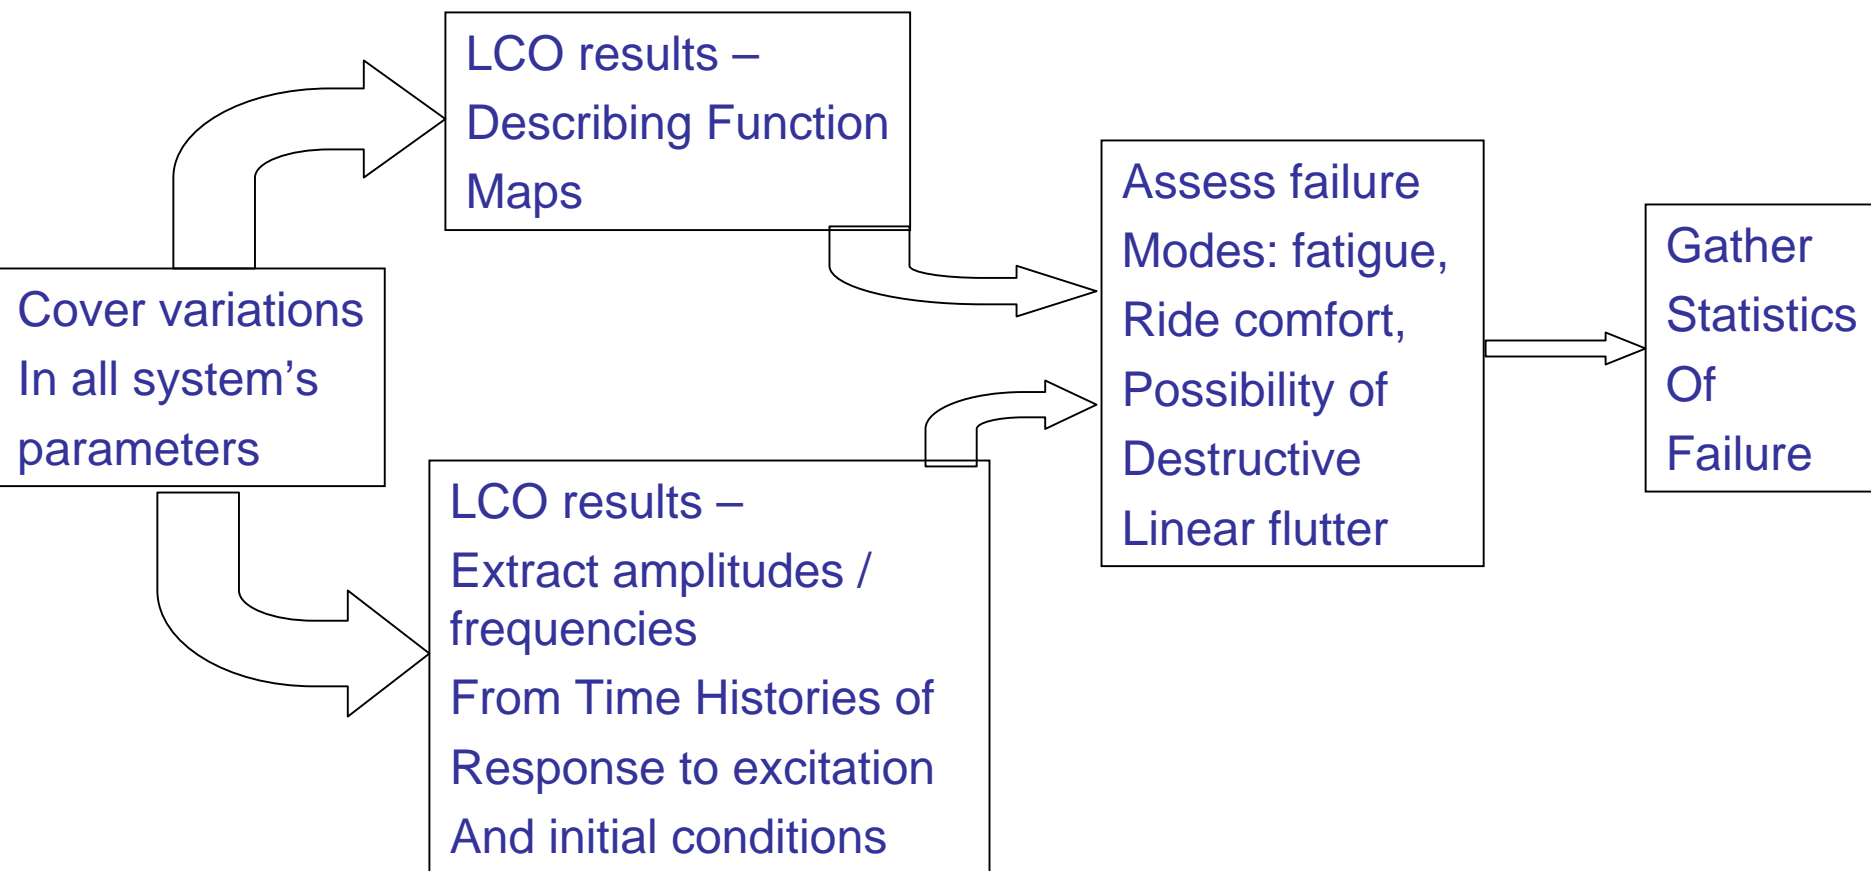 LCO results –
Describing Function
Maps
Cover variations
In all system's
parameters
LCO results –
Extract amplitudes /
frequencies
From Time Histories of
Response to excitation
And initial conditions
Assess failure
Modes: fatigue,
Ride comfort,
Possibility of
Destructive
Linear flutter
Gather
Statistics
Of
Failure